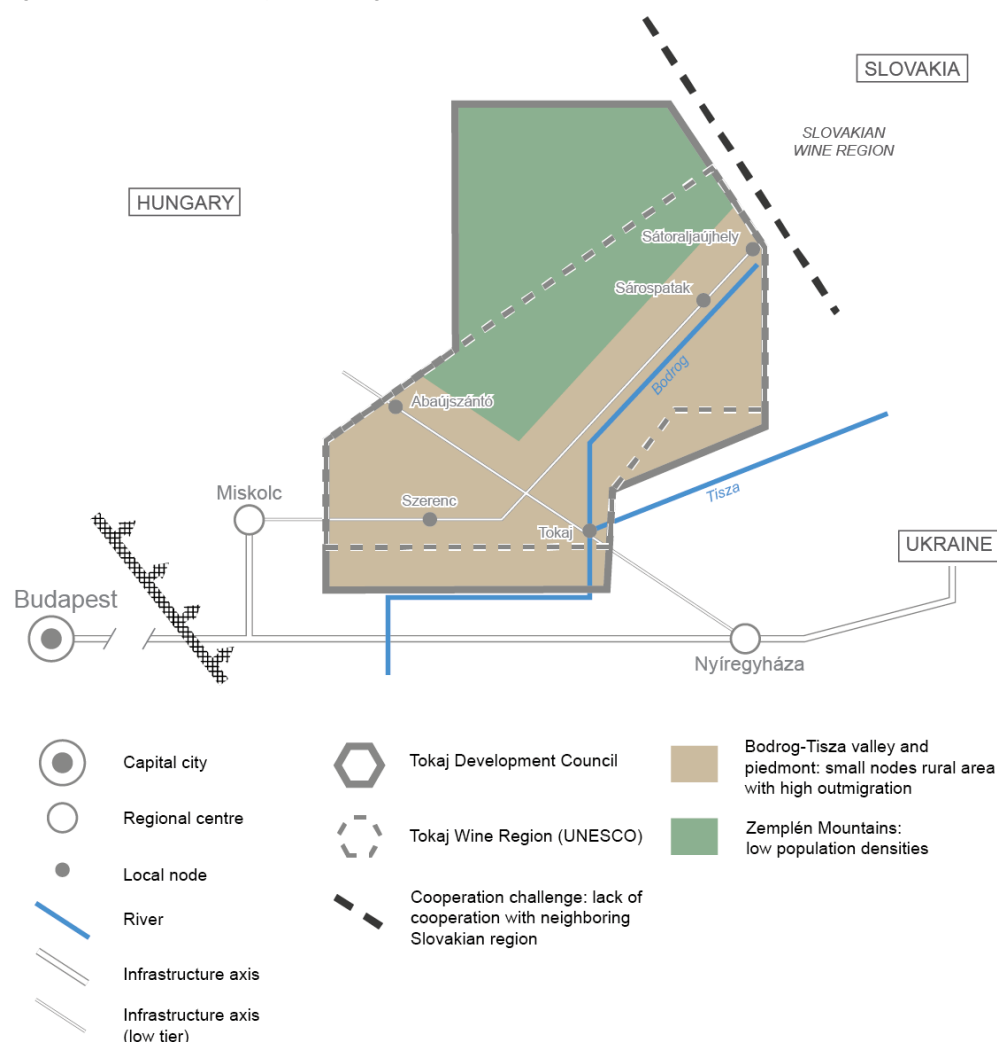 SLOVAKIA
SLOVAKIAN
WINE REGION
HUNGARY
Sátoraljaújhely
Sárospatak
Bodrog
Abaújszántó
Miskolc
Szerenc
Tisza
Tokaj
UKRAINE
Budapest
Nyíregyháza
Capital city
Regional centre
Local node
River
Infrastructure axis
Infrastructure axis
(low tier)
Tokaj Development Council
Tokaj Wine Region (UNESCO)
Cooperation challenge: lack of
cooperation with neighboring
Slovakian region
Bodrog-Tisza valley and
piedmont: small nodes rural area
with high outmigration
Zemplén Mountains:
low population densities